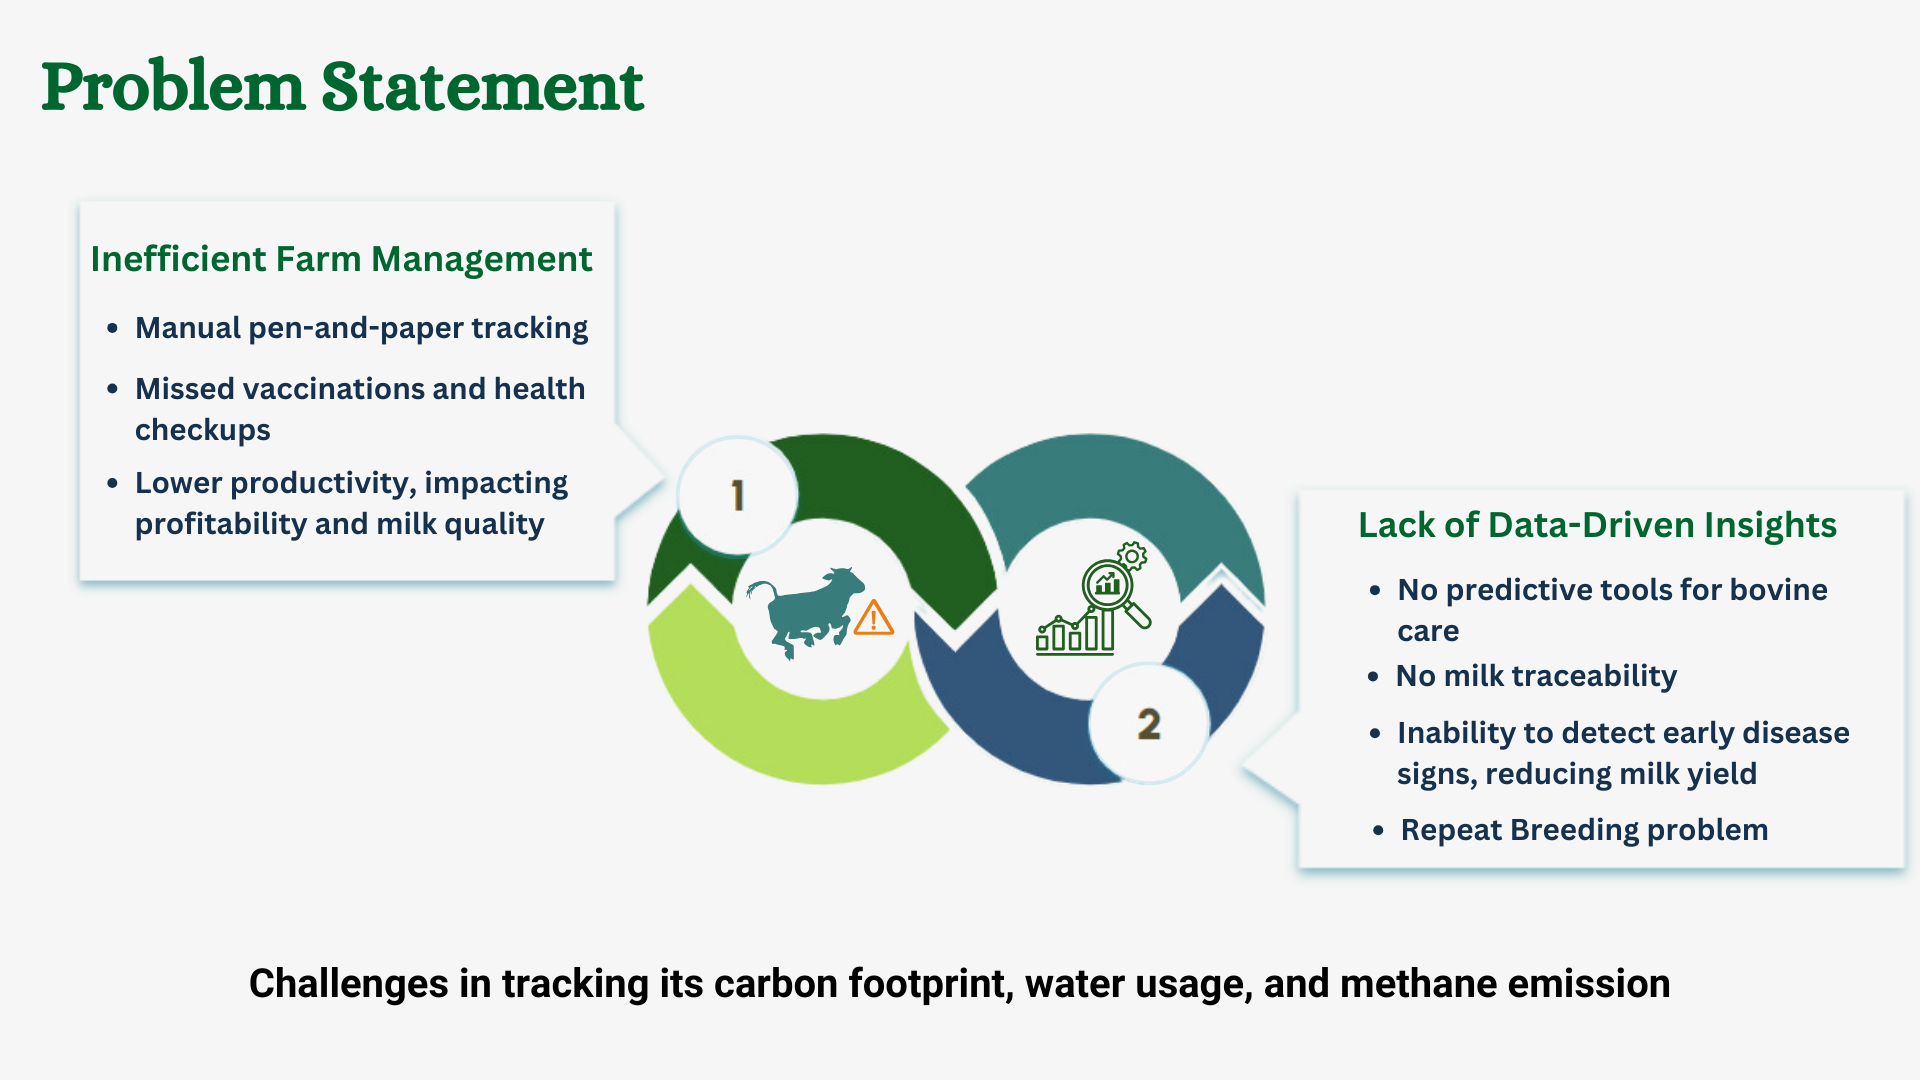 Problem Statement
Inefficient Farm Management
• Manual pen-and-paper tracking
• Missed vaccinations and health
checkups
• Lower productivity, impacting
profitability and milk quality
1
2
Lack of Data-Driven Insights
• No predictive tools for bovine
care
• No milk traceability
• Inability to detect early disease
signs, reducing milk yield
• Repeat Breeding problem
Challenges in tracking its carbon footprint, water usage, and methane emission